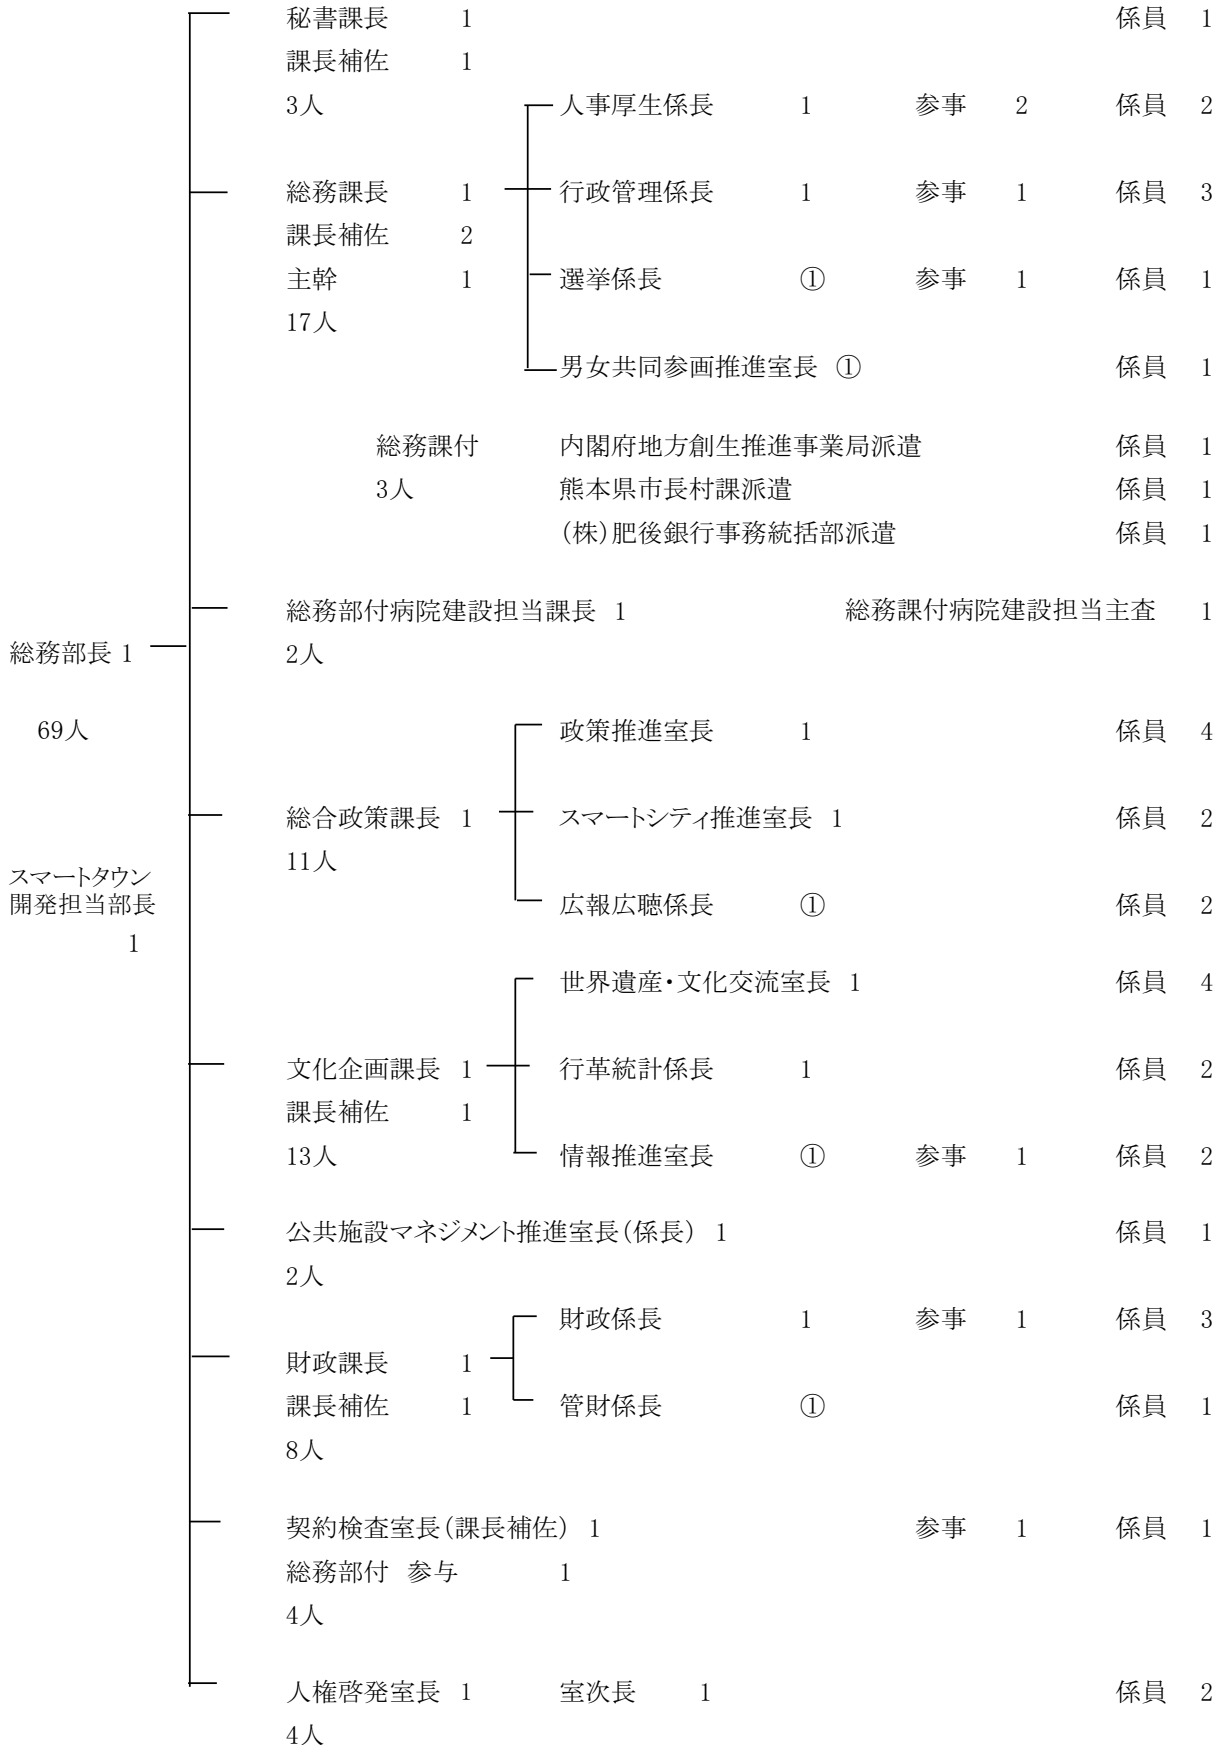 秘書課長 1 係員 1
課長補佐 1
3人 人事厚生係長 1 参事 2 係員 2
総務課長 1 行政管理係長 1 参事 1 係員 3
課長補佐 2
主幹 1 選挙係長 ① 参事 1 係員 1
17人
男女共同参画推進室長 ① 係員 1
総務課付 内閣府地方創生推進事業局派遣 係員 1
3人 熊本県市長村課派遣 係員 1
(株)肥後銀行事務統括部派遣 係員 1
総務部付病院建設担当課長 1 総務課付病院建設担当主査 1
総務部長 1 2人
69人 政策推進室長 1 係員 4
総合政策課長 1 スマートシティ推進室長 1 係員 2
11人
スマートタウン
開発担当部長 広報広聴係長 ① 係員 2
1
世界遺産・文化交流室長 1 係員 4
文化企画課長 1 行革統計係長 1 係員 2
課長補佐 1
13人 情報推進室長 ① 参事 1 係員 2
公共施設マネジメント推進室長(係長) 1 係員 1
2人
財政係長 1 参事 1 係員 3
財政課長 1
課長補佐 1 管財係長 ① 係員 1
8人
契約検査室長(課長補佐) 1 参事 1 係員 1
総務部付 参与 1
4人
人権啓発室長 1 室次長 1 係員 2
4人